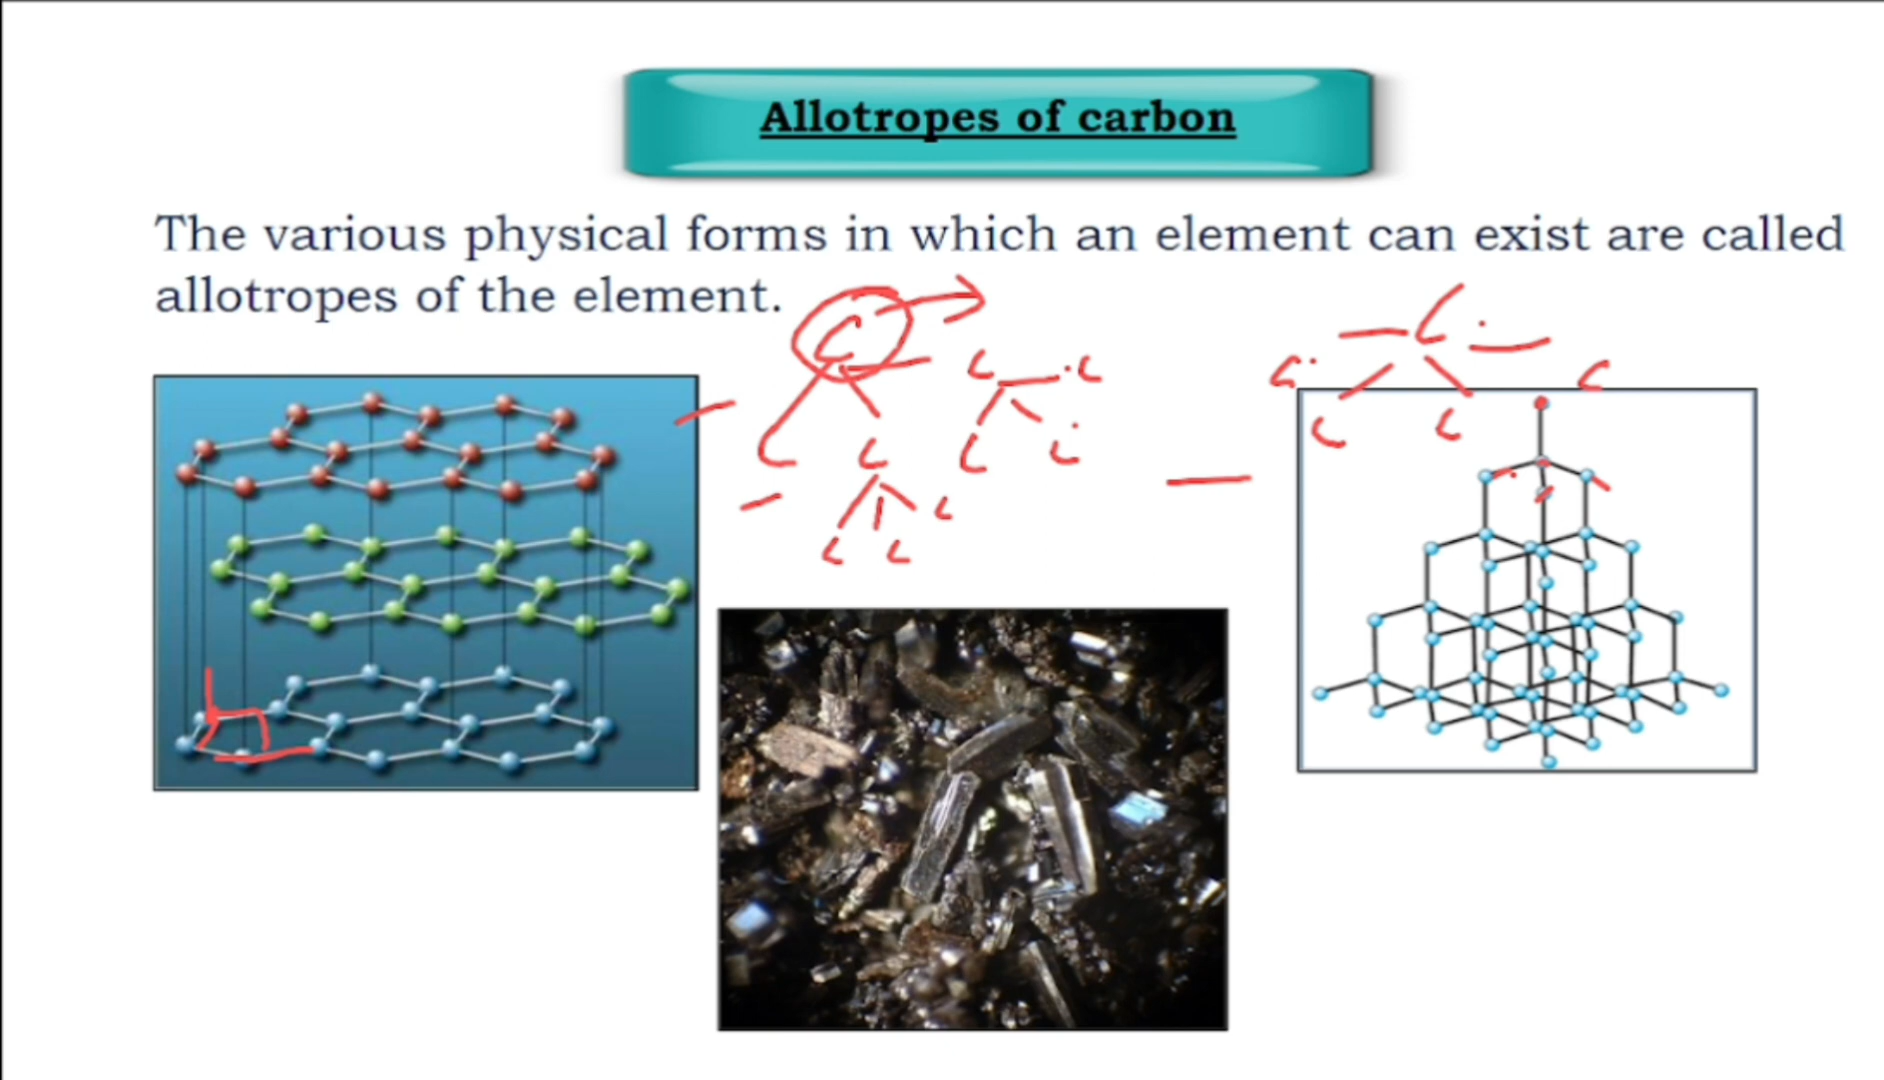 Allotropes of carbon
The various physical forms in which an element can exist are called
allotropes of the element.
C
C C
C C
C C C
C C
C
C C
C C